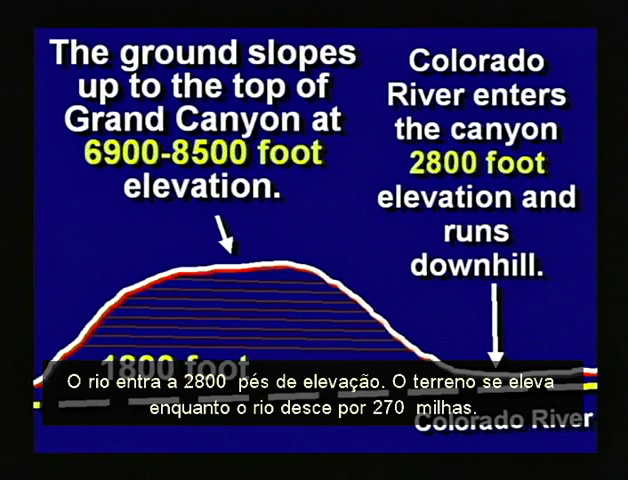 The ground slopes
up to the top of
Grand Canyon at
6900-8500 foot
elevation.
Colorado
River enters
the canyon
2800 foot
elevation and
runs
downhill.
1800 foot
O rio entra a 2800 pés de elevação. O terreno se eleva
enquanto o rio desce por 270 milhas.
Colorado River